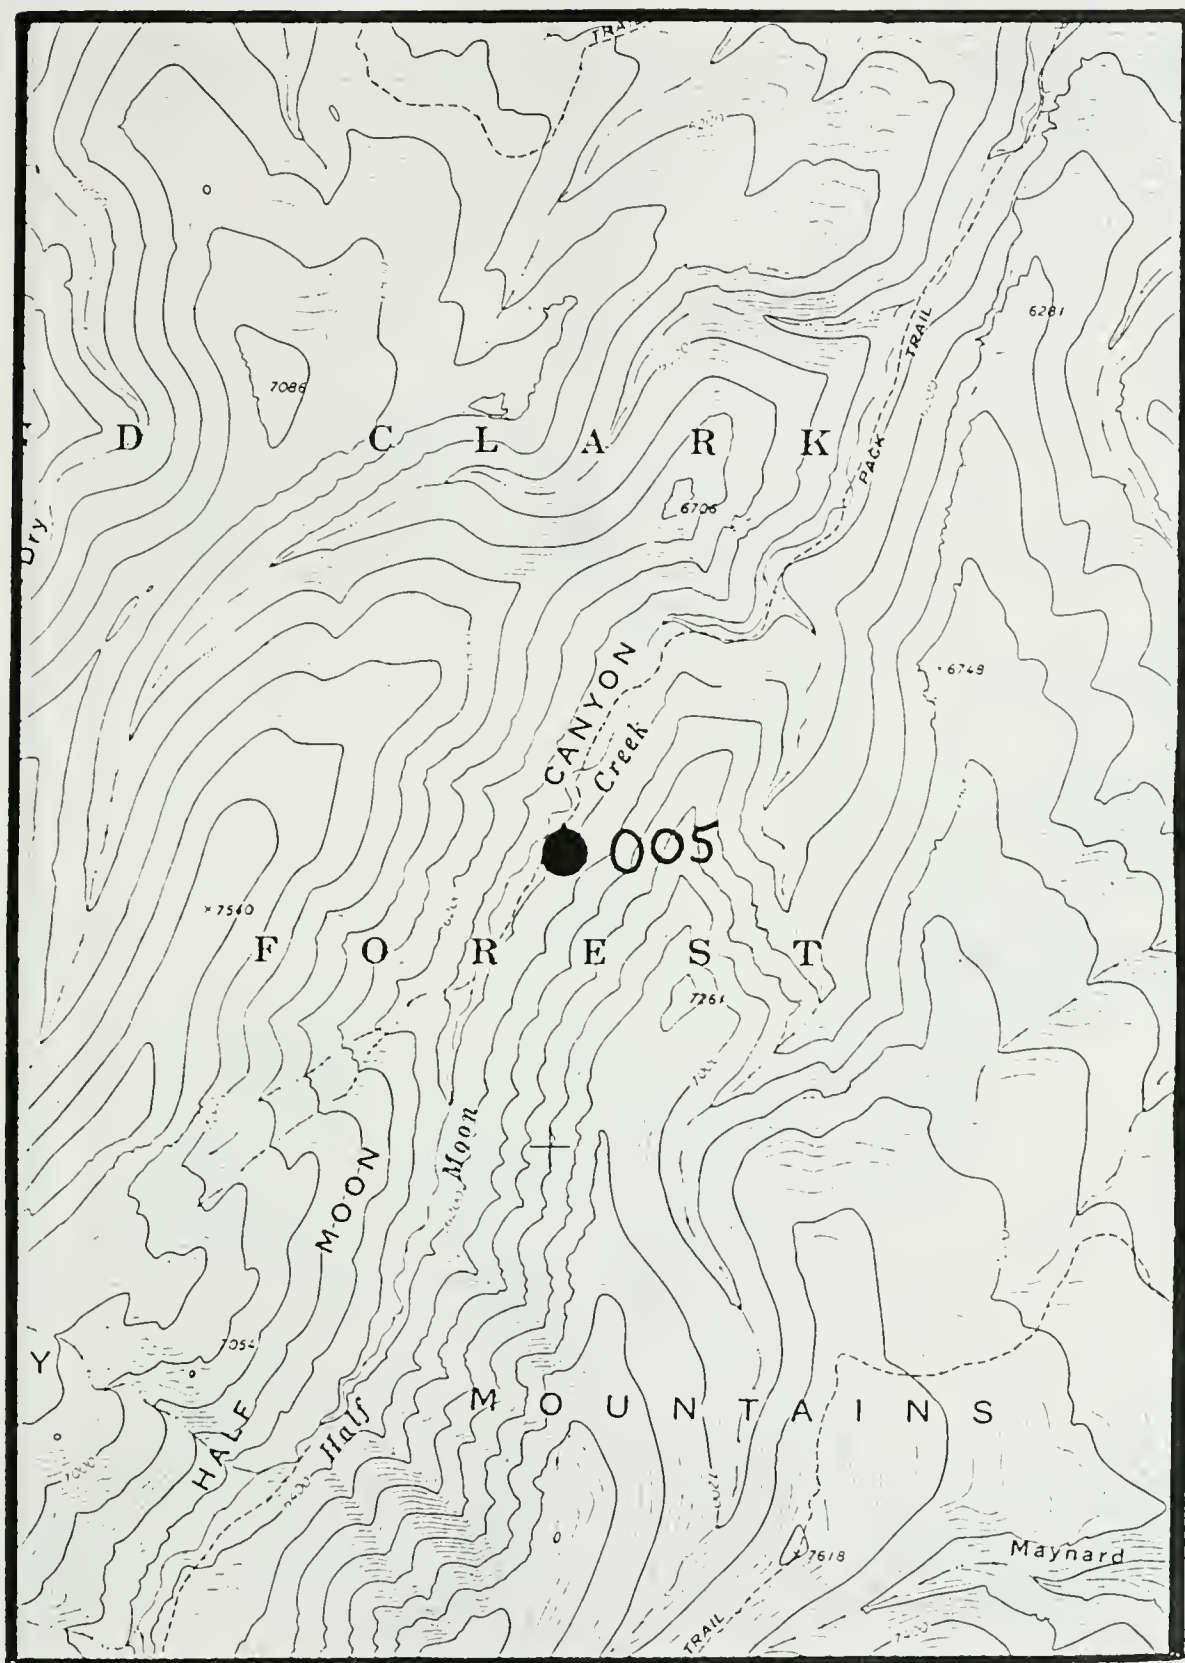 TRAIL
6281
TRAIL
7086
D C L A R K
PACK
6706
Dry
CANYON
6748
Creek
005
×7540
F O R E S T
7261
Moon
MOON
7054
Y
M O U N T A I N S
HALF
Half
Maynard
×7618
TRAIL